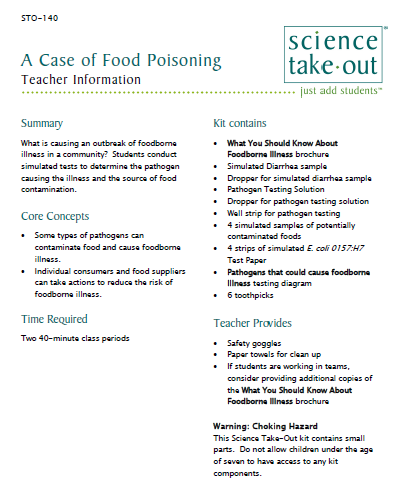 STO-140
science
take·out
just add students™
A Case of Food Poisoning
Teacher Information
Summary
What is causing an outbreak of foodborne
illness in a community? Students conduct
simulated tests to determine the pathogen
causing the illness and the source of food
contamination.
Core Concepts
• Some types of pathogens can
contaminate food and cause foodborne
illness.
• Individual consumers and food suppliers
can take actions to reduce the risk of
foodborne illness.
Time Required
Two 40-minute class periods
Kit contains
• What You Should Know About
Foodborne Illness brochure
• Simulated Diarrhea sample
• Dropper for simulated diarrhea sample
• Pathogen Testing Solution
• Dropper for pathogen testing solution
• Well strip for pathogen testing
• 4 simulated samples of potentially
contaminated foods
• 4 strips of simulated E. coli 0157:H7
Test Paper
• Pathogens that could cause foodborne
Illness testing diagram
• 6 toothpicks
Teacher Provides
• Safety goggles
• Paper towels for clean up
• If students are working in teams,
consider providing additional copies of
the What You Should Know About
Foodborne Illness brochure
Warning: Choking Hazard
This Science Take-Out kit contains small
parts. Do not allow children under the age
of seven to have access to any kit
components.